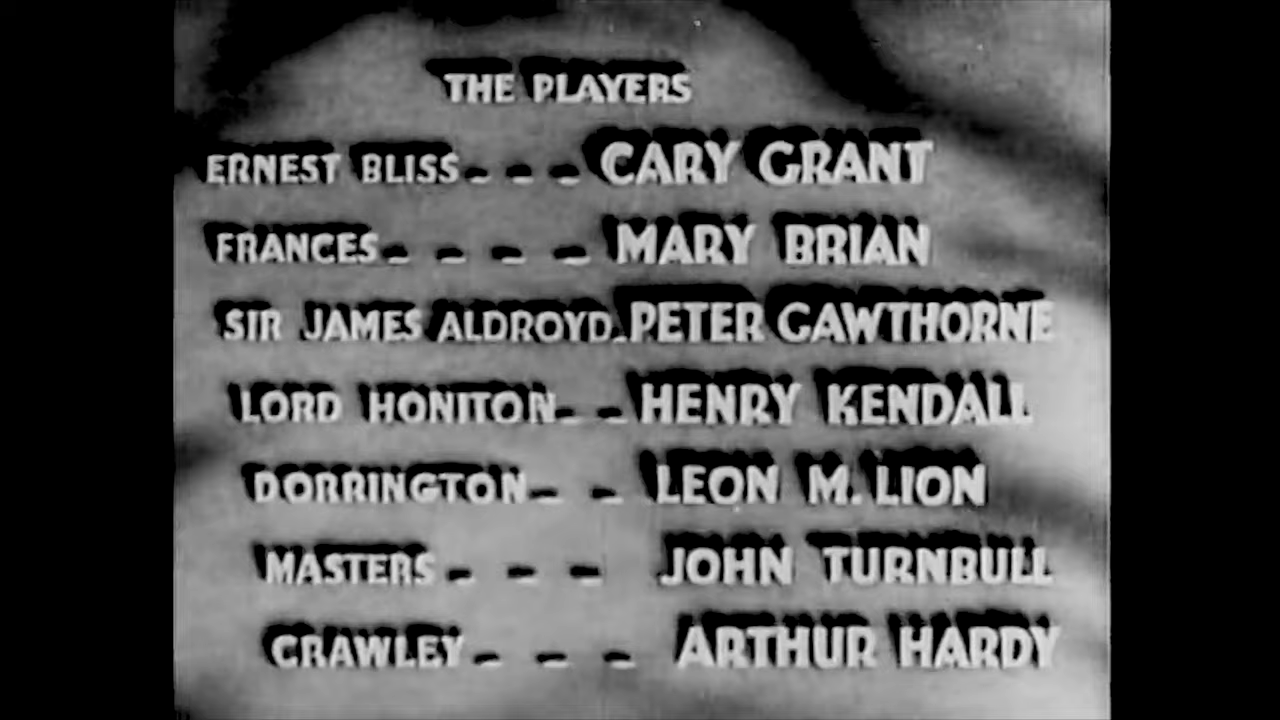 THE PLAYERS
ERNEST BLISS - - - CARY GRANT
FRANCES - - - - MARY BRIAN
SIR JAMES ALDROYD. PETER GAWTHORNE
LORD HONITON - - HENRY KENDALL
DORRINGTON - - LEON M. LION
MASTERS - - - JOHN TURNBULL
CRAWLEY - - - ARTHUR HARDY